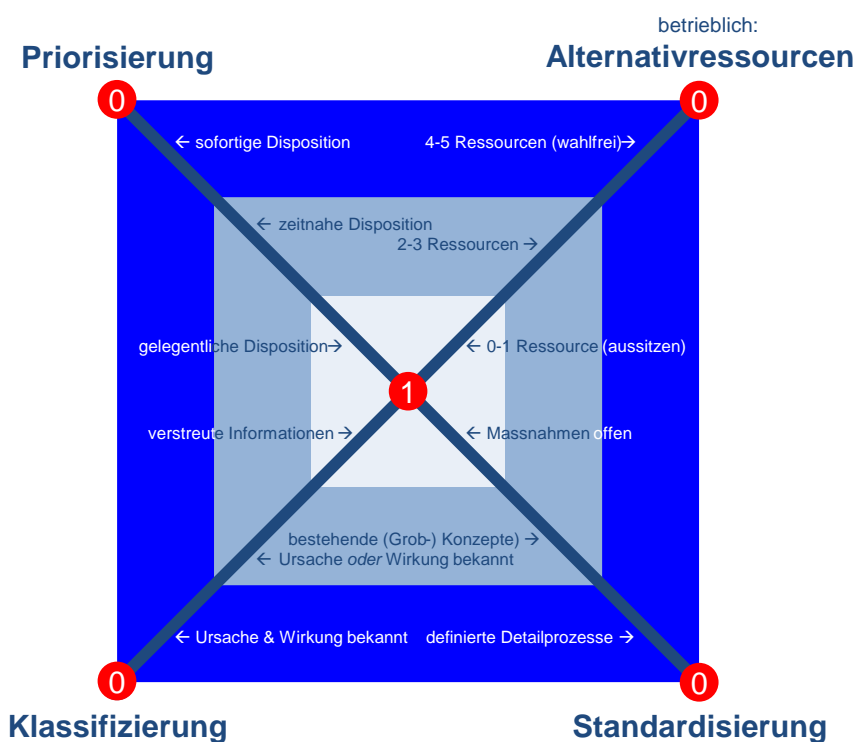 betrieblich:
Priorisierung
Alternativressourcen
0
0
← sofortige Disposition
4-5 Ressourcen (wahlfrei)→
← zeitnahe Disposition
2-3 Ressourcen →
gelegentliche Disposition→
← 0-1 Ressource (aussitzen)
1
verstreute Informationen →
← Massnahmen offen
bestehende (Grob-) Konzepte) →
← Ursache oder Wirkung bekannt
← Ursache & Wirkung bekannt
definierte Detailprozesse →
0
0
Klassifizierung
Standardisierung